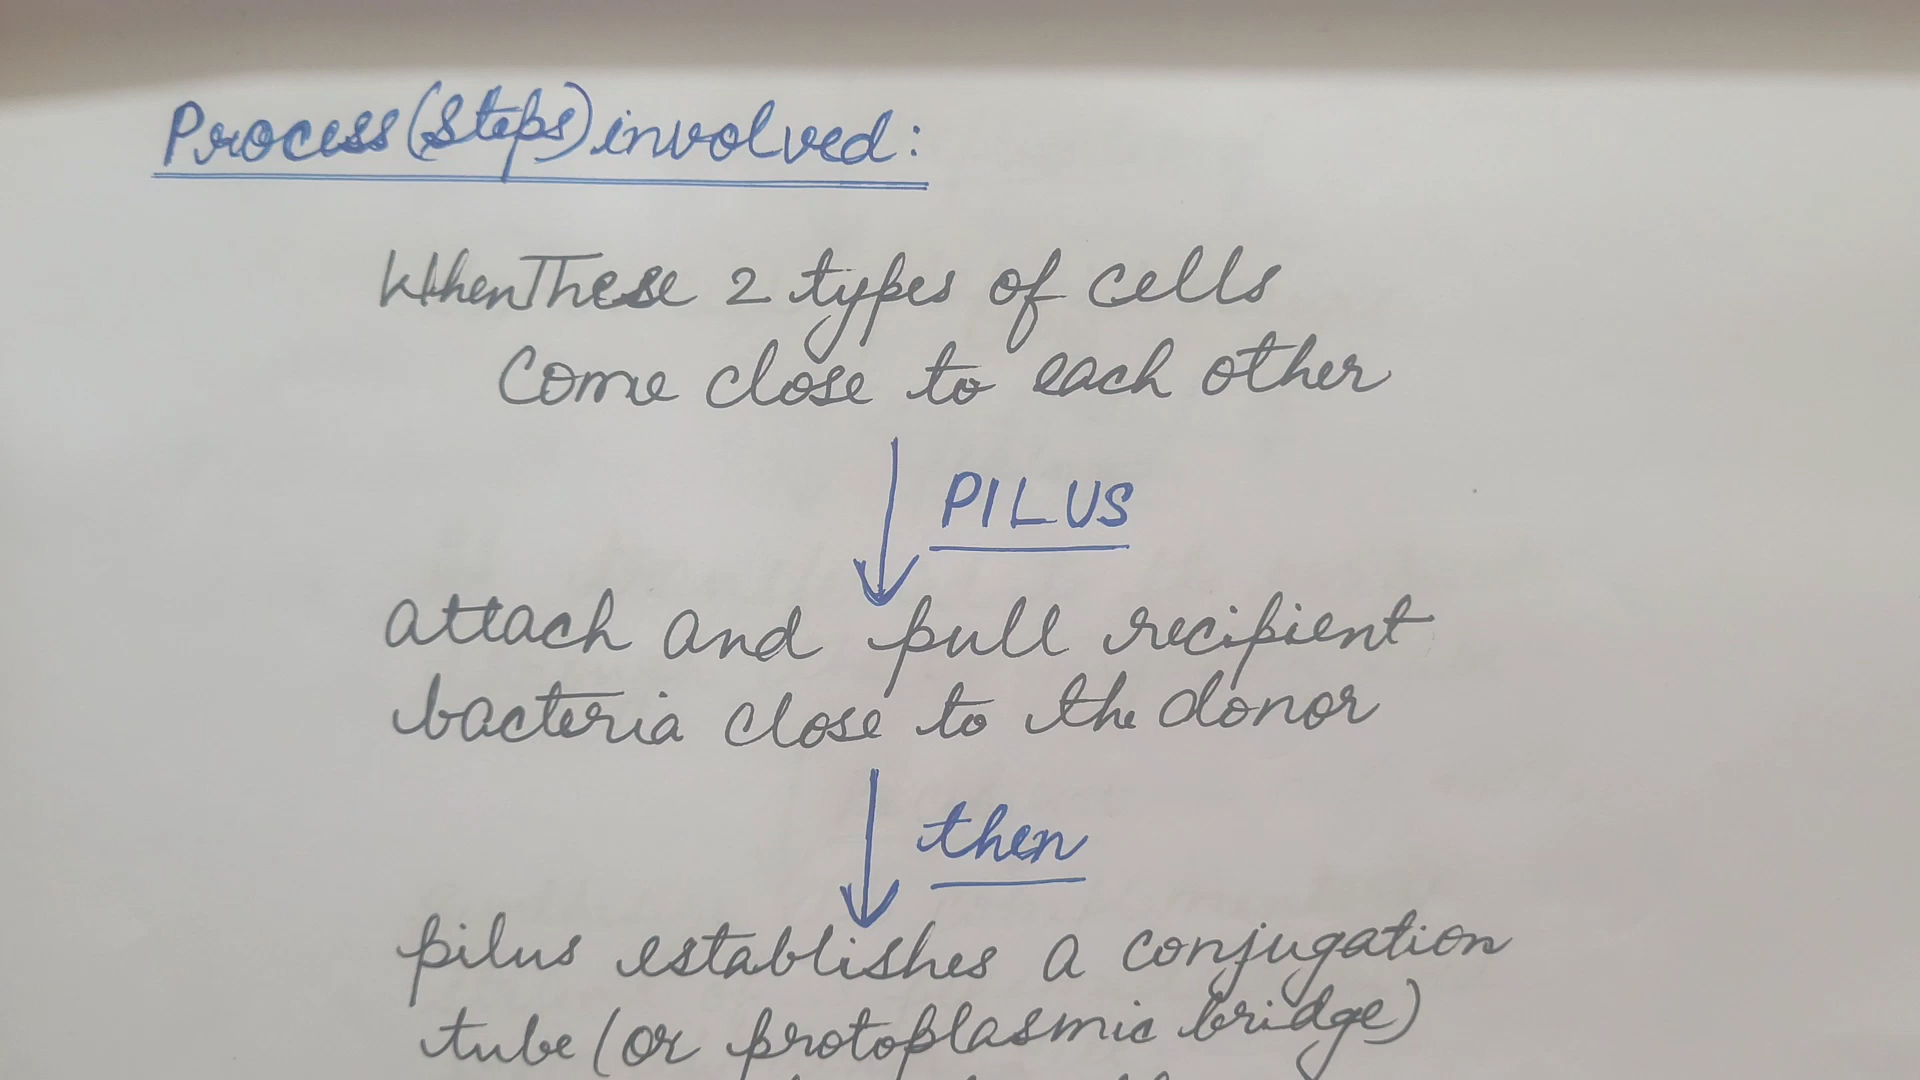 Process (Steps) involved:
When These 2 types of cells
Come close to each other
PILUS
attach and pull recipient
bacteria close to the donor
then
pilus establishes a conjugation
tube (or protoplasmic bridge)